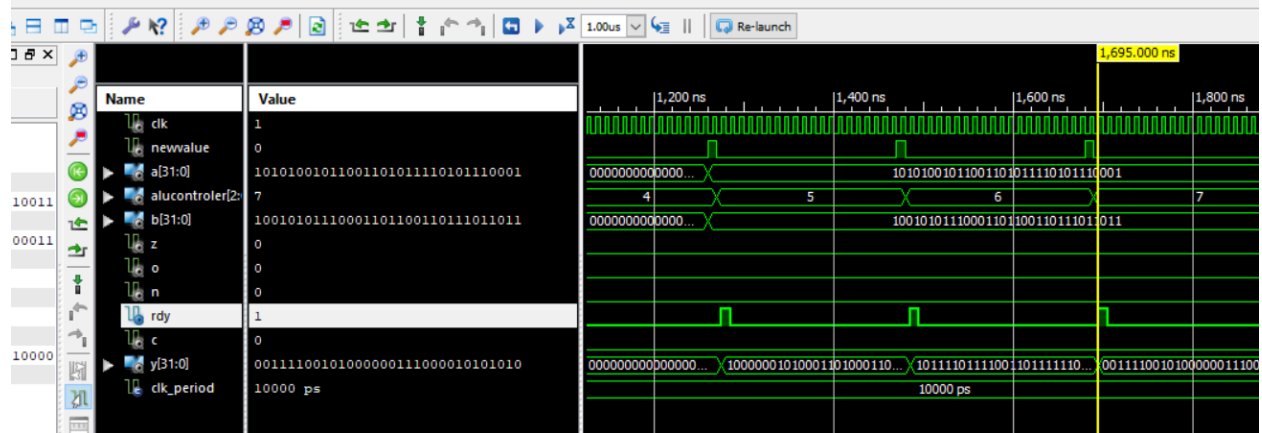 1.00us Re-launch
1,695.000 ns
Name Value
1,200 ns 1,400 ns 1,600 ns 1,800 ns
clk 1
newvalue 0
a[31:0] 10101001011001101011110101110001 0000000000000... 10101001011001101011110101110001
10011 alucontroler[2: 7 4 5 6 7
b[31:0] 10010101110001101100110111011011 0000000000000... 10010101110001101100110111011011
00011 z 0
o 0
n 0
rdy 1
c 0
10000 y[31:0] 00111100101000000111000010101010 000000000000000... 10000001010001101000110... 10111101111001101111110... 0011110010100000011100
clk_period 10000 ps 10000 ps